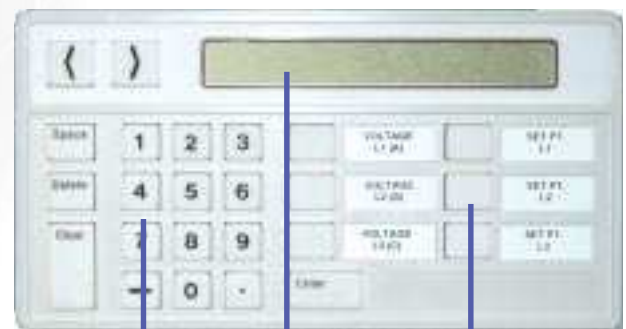 < >
Space 1 2 3 VOLTAGE SET PT.
L1 (A) L1
Delete 4 5 6 VOLTAGE SET PT.
L2 (B) L2
Clear 7 8 9 VOLTAGE SET PT.
L3 (C) L3
— 0 . Enter